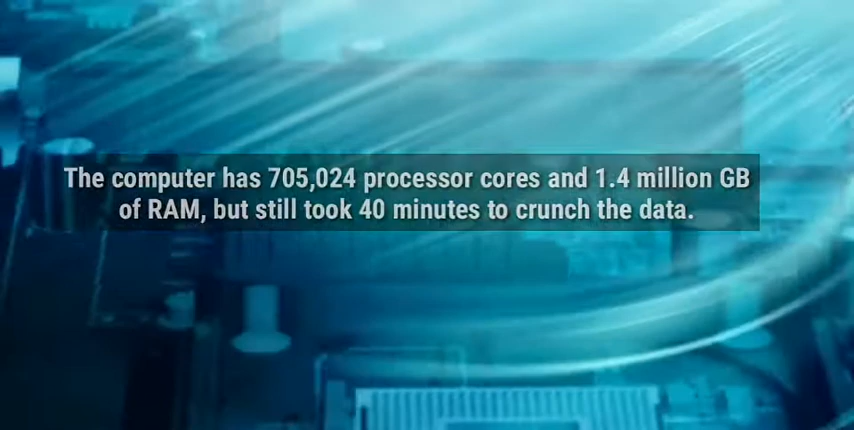 The computer has 705,024 processor cores and 1.4 million GB
of RAM, but still took 40 minutes to crunch the data.